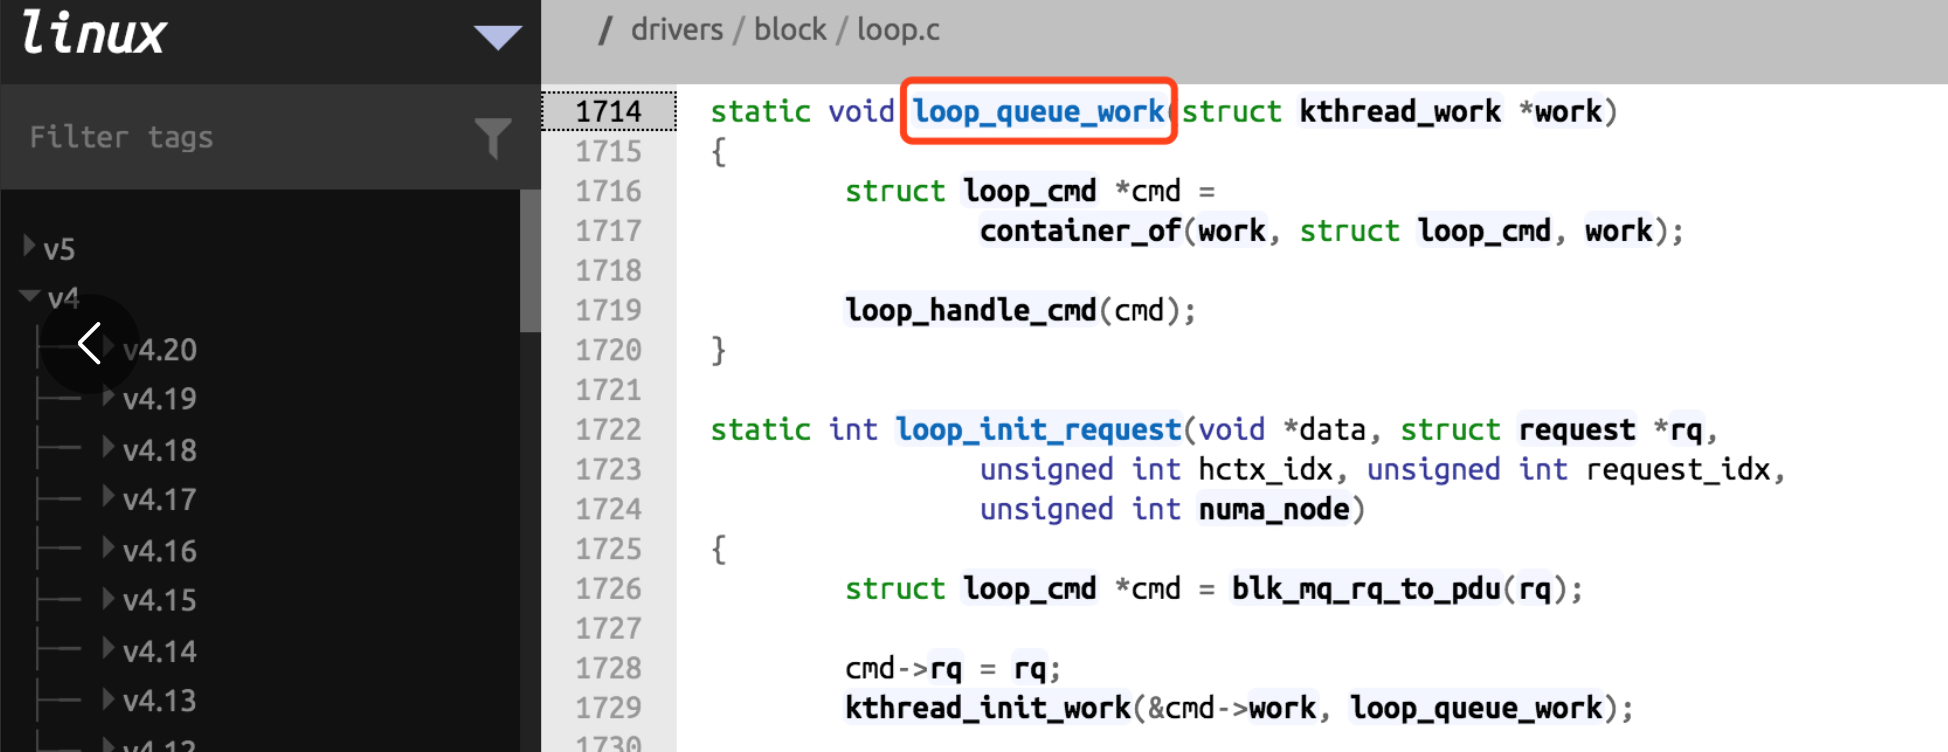 linux
/ drivers / block / loop.c
Filter tags
v5
v4
v4.20
v4.19
v4.18
v4.17
v4.16
v4.15
v4.14
v4.13
v4.12
1714 static void loop_queue_work(struct kthread_work *work)
1715 {
1716 struct loop_cmd *cmd =
1717 container_of(work, struct loop_cmd, work);
1718
1719 loop_handle_cmd(cmd);
1720 }
1721
1722 static int loop_init_request(void *data, struct request *rq,
1723 unsigned int hctx_idx, unsigned int request_idx,
1724 unsigned int numa_node)
1725 {
1726 struct loop_cmd *cmd = blk_mq_rq_to_pdu(rq);
1727
1728 cmd->rq = rq;
1729 kthread_init_work(&cmd->work, loop_queue_work);
1730